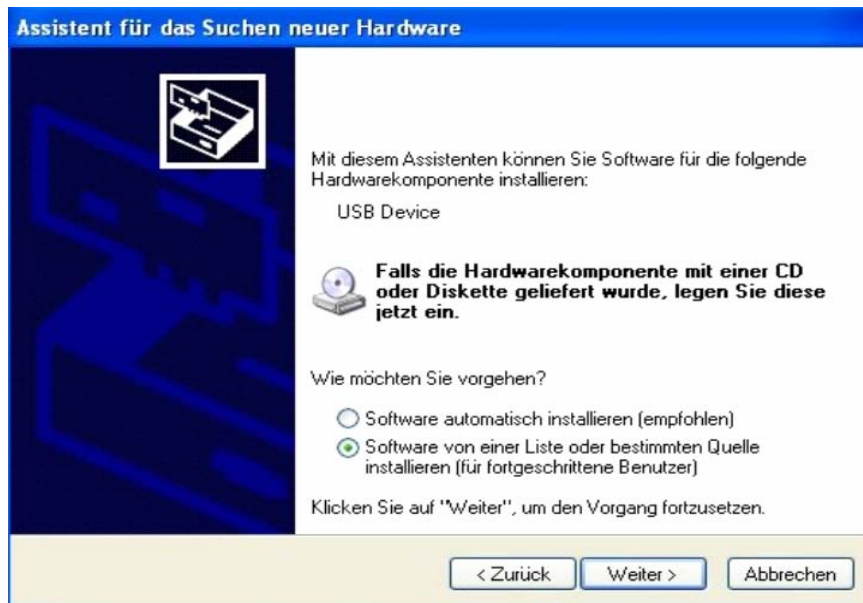 Assistent für das Suchen neuer Hardware
Mit diesem Assistenten können Sie Software für die folgende
Hardwarekomponente installieren:
USB Device
Falls die Hardwarekomponente mit einer CD
oder Diskette geliefert wurde, legen Sie diese
jetzt ein.
Wie möchten Sie vorgehen?
Software automatisch installieren (empfohlen)
Software von einer Liste oder bestimmten Quelle
installieren (für fortgeschrittene Benutzer)
Klicken Sie auf "Weiter", um den Vorgang fortzusetzen.
< Zurück Weiter > Abbrechen